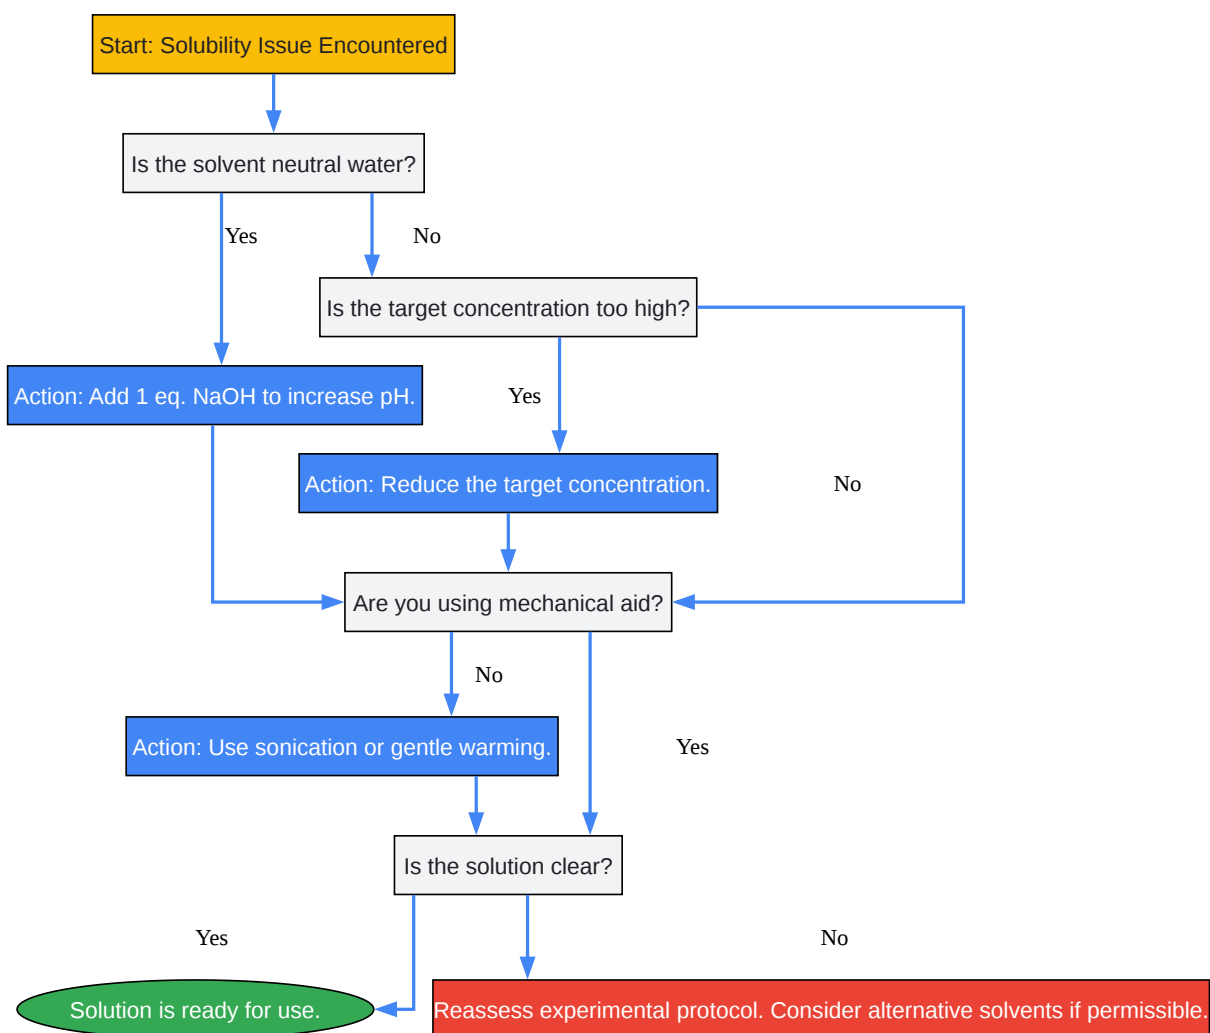 Start: Solubility Issue Encountered
Is the solvent neutral water?
Yes
No
Is the target concentration too high?
Action: Add 1 eq. NaOH to increase pH.
Yes
Action: Reduce the target concentration.
No
Are you using mechanical aid?
No
Action: Use sonication or gentle warming.
Yes
Is the solution clear?
Yes
No
Solution is ready for use.
Reassess experimental protocol. Consider alternative solvents if permissible.